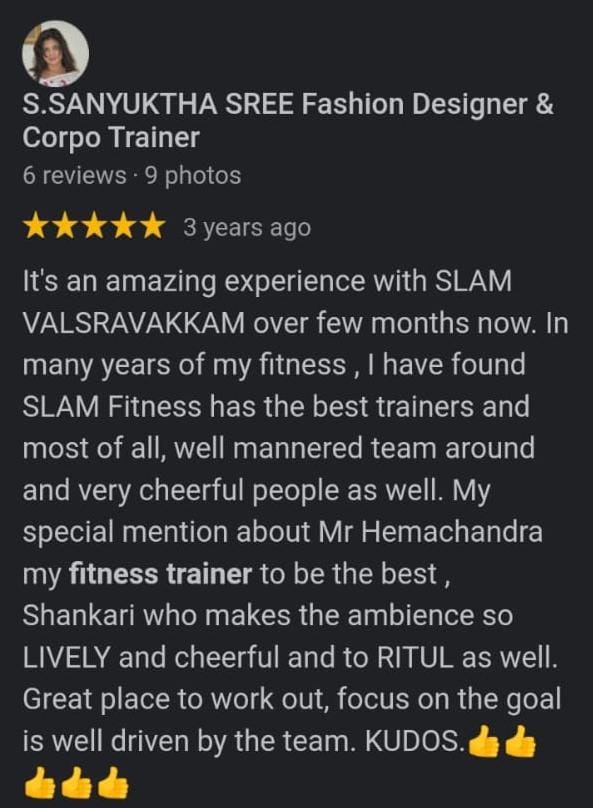 S.SANYUKTHA SREE Fashion Designer &
Corpo Trainer
6 reviews · 9 photos
★★★★★ 3 years ago
It's an amazing experience with SLAM
VALSRAVAKKAM over few months now. In
many years of my fitness , I have found
SLAM Fitness has the best trainers and
most of all, well mannered team around
and very cheerful people as well. My
special mention about Mr Hemachandra
my fitness trainer to be the best ,
Shankari who makes the ambience so
LIVELY and cheerful and to RITUL as well.
Great place to work out, focus on the goal
is well driven by the team. KUDOS.👍👍
👍👍👍